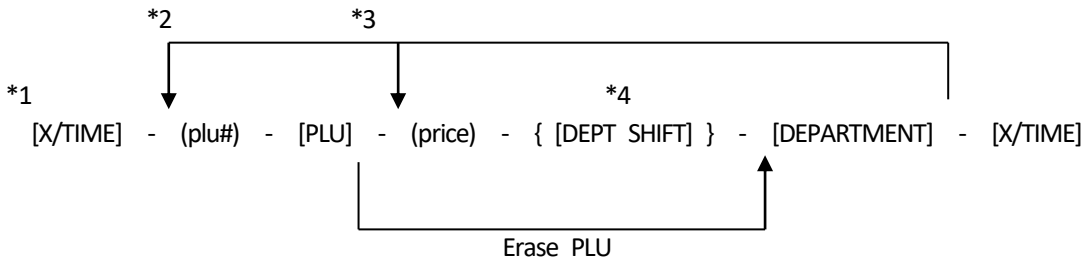 *2 *3
*1 *4
[X/TIME] - (plu#) - [PLU] - (price) - { [DEPT SHIFT] } - [DEPARTMENT] - [X/TIME]
Erase PLU